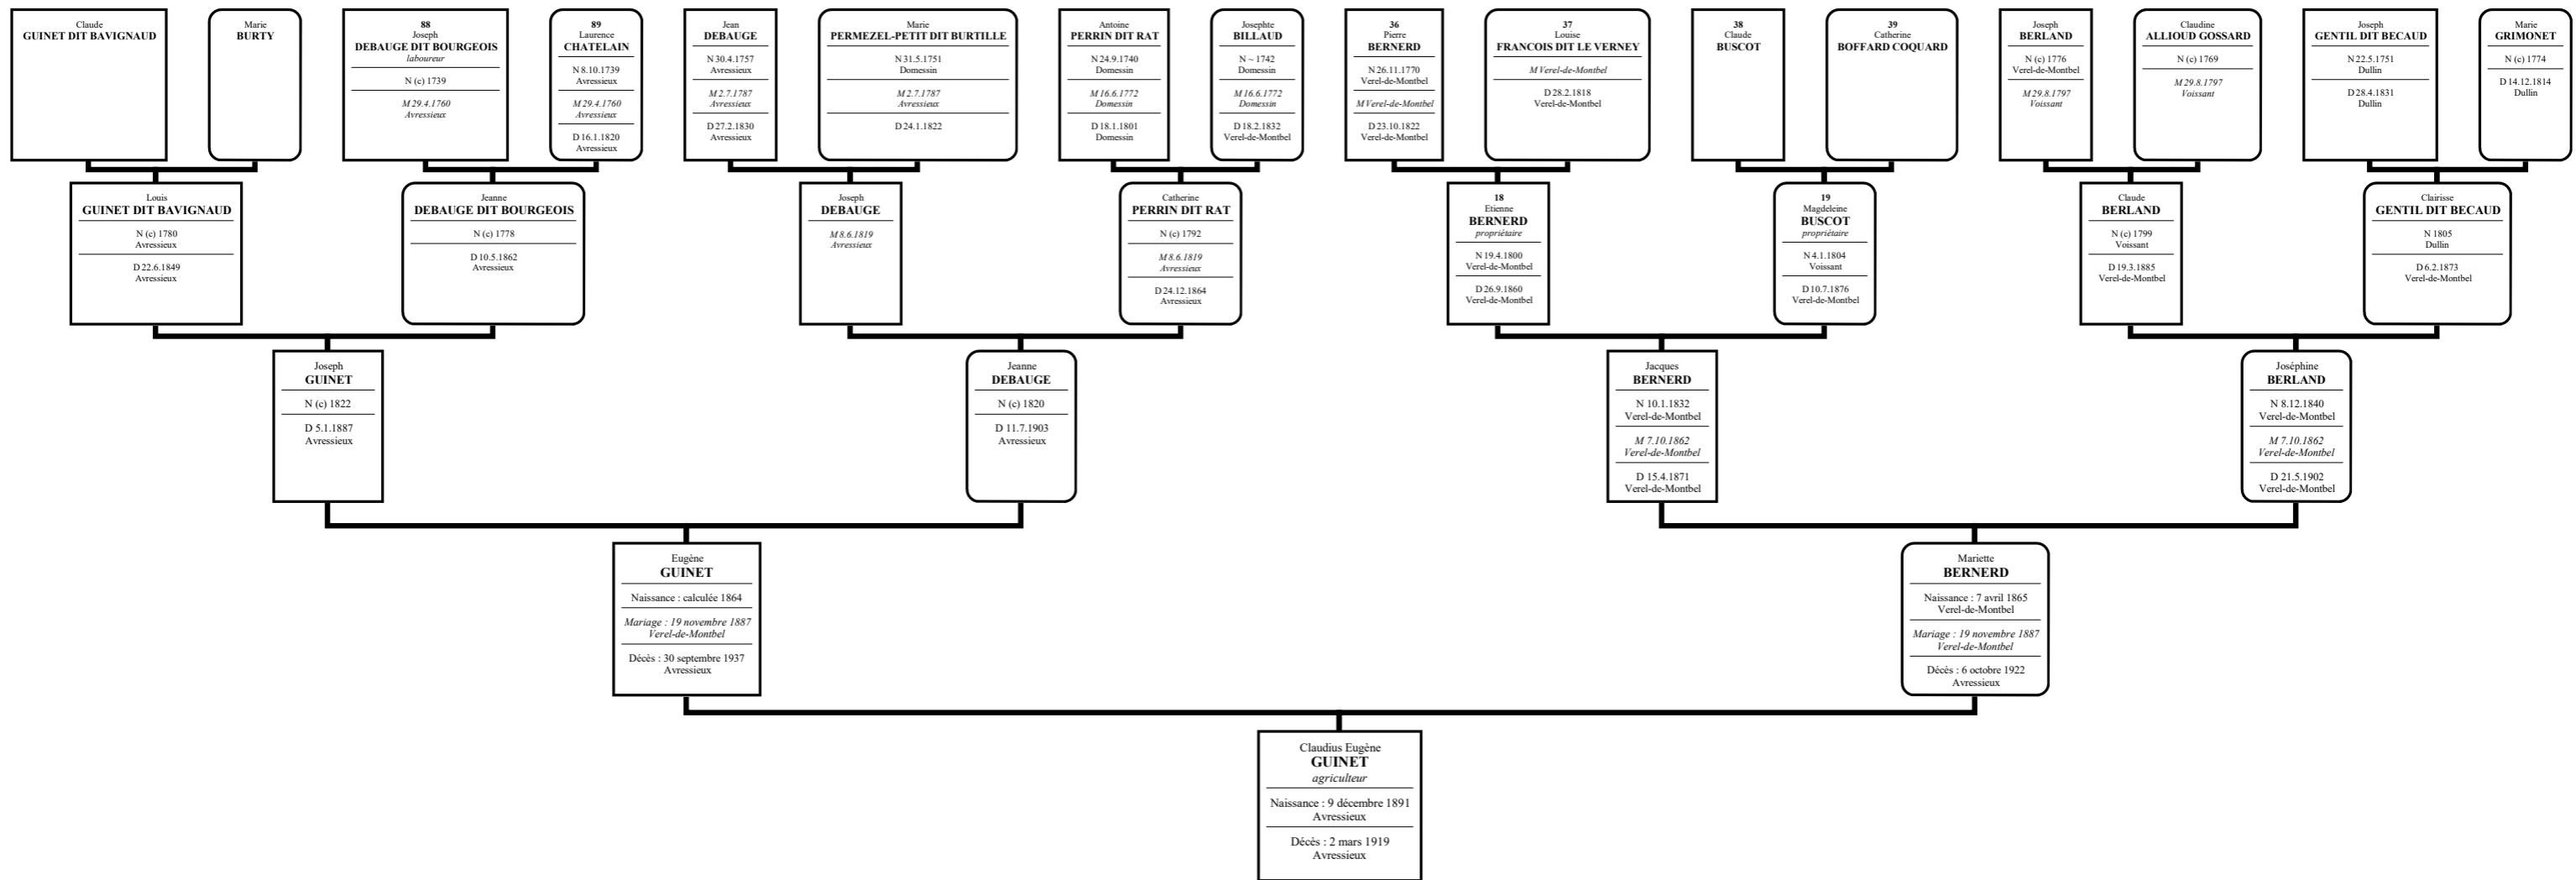 Claude
GUINET DIT BAVIGNAUD
Marie
BURTY
88
Joseph
DEBAUGE DIT BOURGEOIS
laboureur
N (c) 1739
M 29.4.1760
Avressieux
89
Laurence
CHATELAIN
N 8.10.1739
Avressieux
M 29.4.1760
Avressieux
D 16.1.1820
Avressieux
Jean
DEBAUGE
N 30.4.1757
Avressieux
M 2.7.1787
Avressieux
D 27.2.1830
Avressieux
Marie
PERMEZEL-PETIT DIT BURTILLE
N 31.5.1751
Domessin
M 2.7.1787
Avressieux
D 24.1.1822
Antoine
PERRIN DIT RAT
N 24.9.1740
Domessin
M 16.6.1772
Domessin
D 18.1.1801
Domessin
Josephte
BILLAUD
N ~ 1742
Domessin
M 16.6.1772
Domessin
D 18.2.1832
Verel-de-Montbel
36
Pierre
BERNERD
N 26.11.1770
Verel-de-Montbel
M Verel-de-Montbel
D 23.10.1822
Verel-de-Montbel
37
Louise
FRANCOIS DIT LE VERNEY
M Verel-de-Montbel
D 28.2.1818
Verel-de-Montbel
38
Claude
BUSCOT
39
Catherine
BOFFARD COQUARD
Joseph
BERLAND
N (c) 1776
Verel-de-Montbel
M 29.8.1797
Voissant
Claudine
ALLIOUD GOSSARD
N (c) 1769
M 29.8.1797
Voissant
Joseph
GENTIL DIT BECAUD
N 22.5.1751
Dullin
D 28.4.1831
Dullin
Marie
GRIMONET
N (c) 1774
D 14.12.1814
Dullin
Louis
GUINET DIT BAVIGNAUD
N (c) 1780
Avressieux
D 22.6.1849
Avressieux
Jeanne
DEBAUGE DIT BOURGEOIS
N (c) 1778
D 10.5.1862
Avressieux
Joseph
DEBAUGE
M 8.6.1819
Avressieux
Catherine
PERRIN DIT RAT
N (c) 1792
M 8.6.1819
Avressieux
D 24.12.1864
Avressieux
18
Etienne
BERNERD
propriétaire
N 19.4.1800
Verel-de-Montbel
D 26.9.1860
Verel-de-Montbel
19
Magdeleine
BUSCOT
propriétaire
N 4.1.1804
Voissant
D 10.7.1876
Verel-de-Montbel
Claude
BERLAND
N (c) 1799
Voissant
D 19.3.1885
Verel-de-Montbel
Clairisse
GENTIL DIT BECAUD
N 1805
Dullin
D 6.2.1873
Verel-de-Montbel
Joseph
GUINET
N (c) 1822
D 5.1.1887
Avressieux
Jeanne
DEBAUGE
N (c) 1820
D 11.7.1903
Avressieux
Jacques
BERNERD
N 10.1.1832
Verel-de-Montbel
M 7.10.1862
Verel-de-Montbel
D 15.4.1871
Verel-de-Montbel
Joséphine
BERLAND
N 8.12.1840
Verel-de-Montbel
M 7.10.1862
Verel-de-Montbel
D 21.5.1902
Verel-de-Montbel
Eugène
GUINET
Naissance : calculée 1864
Mariage : 19 novembre 1887
Verel-de-Montbel
Décès : 30 septembre 1937
Avressieux
Mariette
BERNERD
Naissance : 7 avril 1865
Verel-de-Montbel
Mariage : 19 novembre 1887
Verel-de-Montbel
Décès : 6 octobre 1922
Avressieux
Claudius Eugène
GUINET
agriculteur
Naissance : 9 décembre 1891
Avressieux
Décès : 2 mars 1919
Avressieux